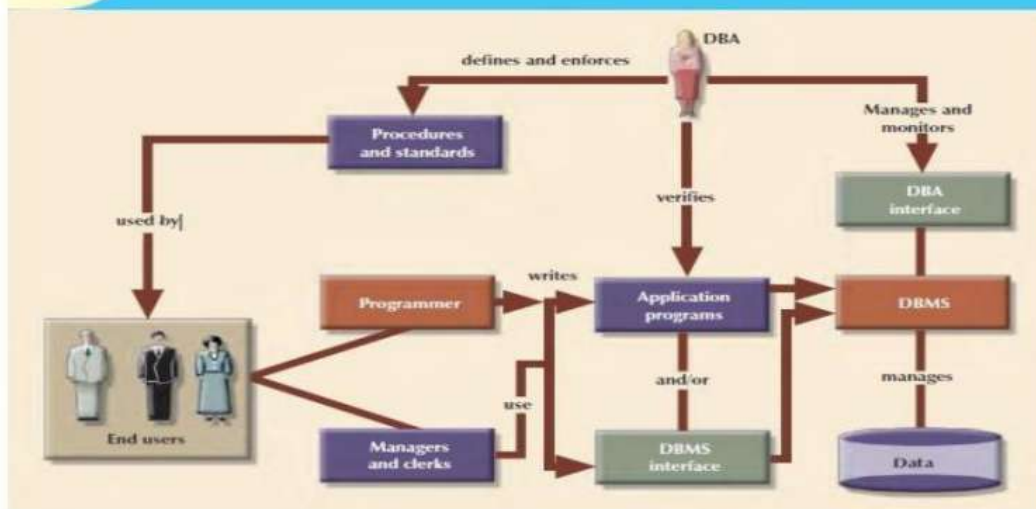 DBA
defines and enforces
Manages and
monitors
Procedures
and standards
DBA
interface
verifies
used by|
writes
Programmer
Application
programs
DBMS
and/or
manages
use
End users
Managers
and clerks
DBMS
interface
Data